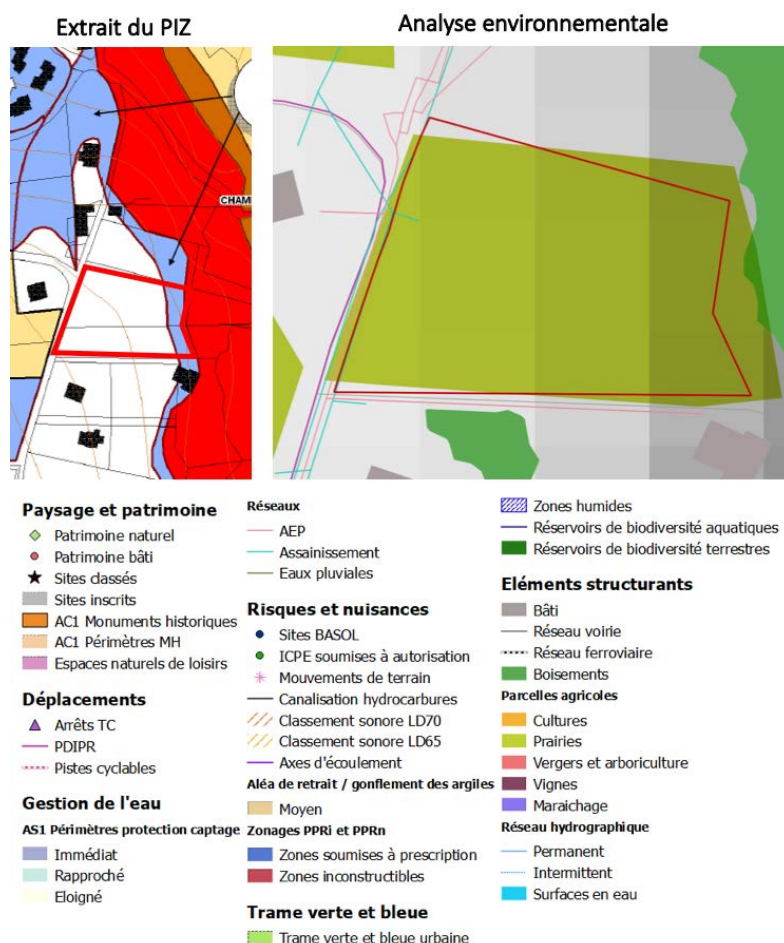 Extrait du PIZ
Analyse environnementale
CHAM
Paysage et patrimoine
Patrimoine naturel
Patrimoine bâti
Sites classés
Sites inscrits
AC1 Monuments historiques
AC1 Périmètres MH
Espaces naturels de loisirs
Déplacements
Arrêts TC
PDIPR
Pistes cyclables
Gestion de l'eau
AS1 Périmètres protection captage
Immédiat
Rapproché
Eloigné
Réseaux
AEP
Assainissement
Eaux pluviales
Risques et nuisances
Sites BASOL
ICPE soumises à autorisation
Mouvements de terrain
Canalisation hydrocarbures
Classement sonore LD70
Classement sonore LD65
Axes d'écoulement
Aléa de retrait / gonflement des argiles
Moyen
Zonages PPRi et PPRn
Zones soumises à prescription
Zones inconstructibles
Trame verte et bleue
Trame verte et bleue urbaine
Zones humides
Réservoirs de biodiversité aquatiques
Réservoirs de biodiversité terrestres
Eléments structurants
Bâti
Réseau voirie
Réseau ferroviaire
Boisements
Parcelles agricoles
Cultures
Prairies
Vergers et arboriculture
Vignes
Maraichage
Réseau hydrographique
Permanent
Intermittent
Surfaces en eau